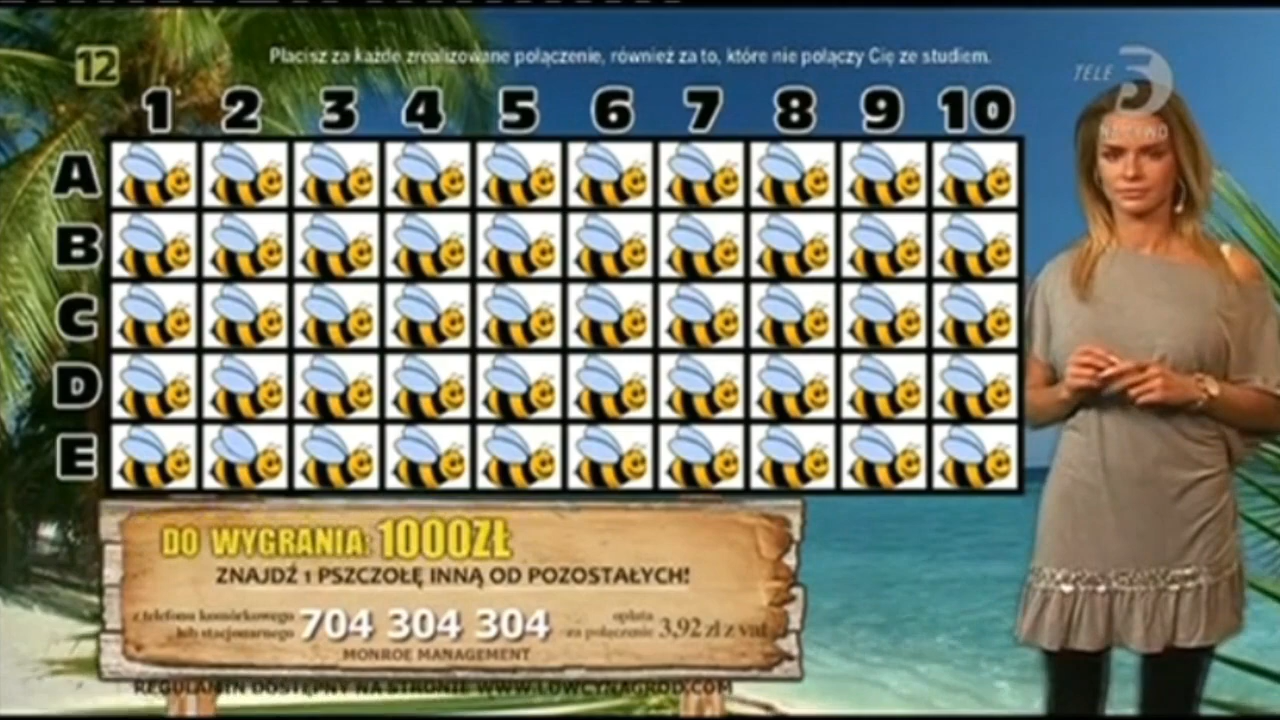 12
Płacisz za każde zrealizowane połączenie, również za to, które nie połączy Cię ze studiem.
TELE 5
NA ŻYWO
1 2 3 4 5 6 7 8 9 10
A
B
C
D
E
DO WYGRANIA: 1000ZŁ
ZNAJDŹ 1 PSZCZOŁĘ INNĄ OD POZOSTAŁYCH!
z telefonu komórkowego
lub stacjonarnego
704 304 304
opłata
za połączenie 3,92 zł z vat
MONROE MANAGEMENT
REGULAMIN DOSTĘPNY NA STRONIE WWW.LOWCYNAGROD.COM